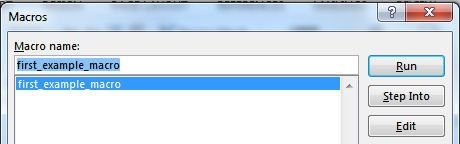 Macros
Macro name:
first_example_macro
Run
first_example_macro
Step Into
Edit